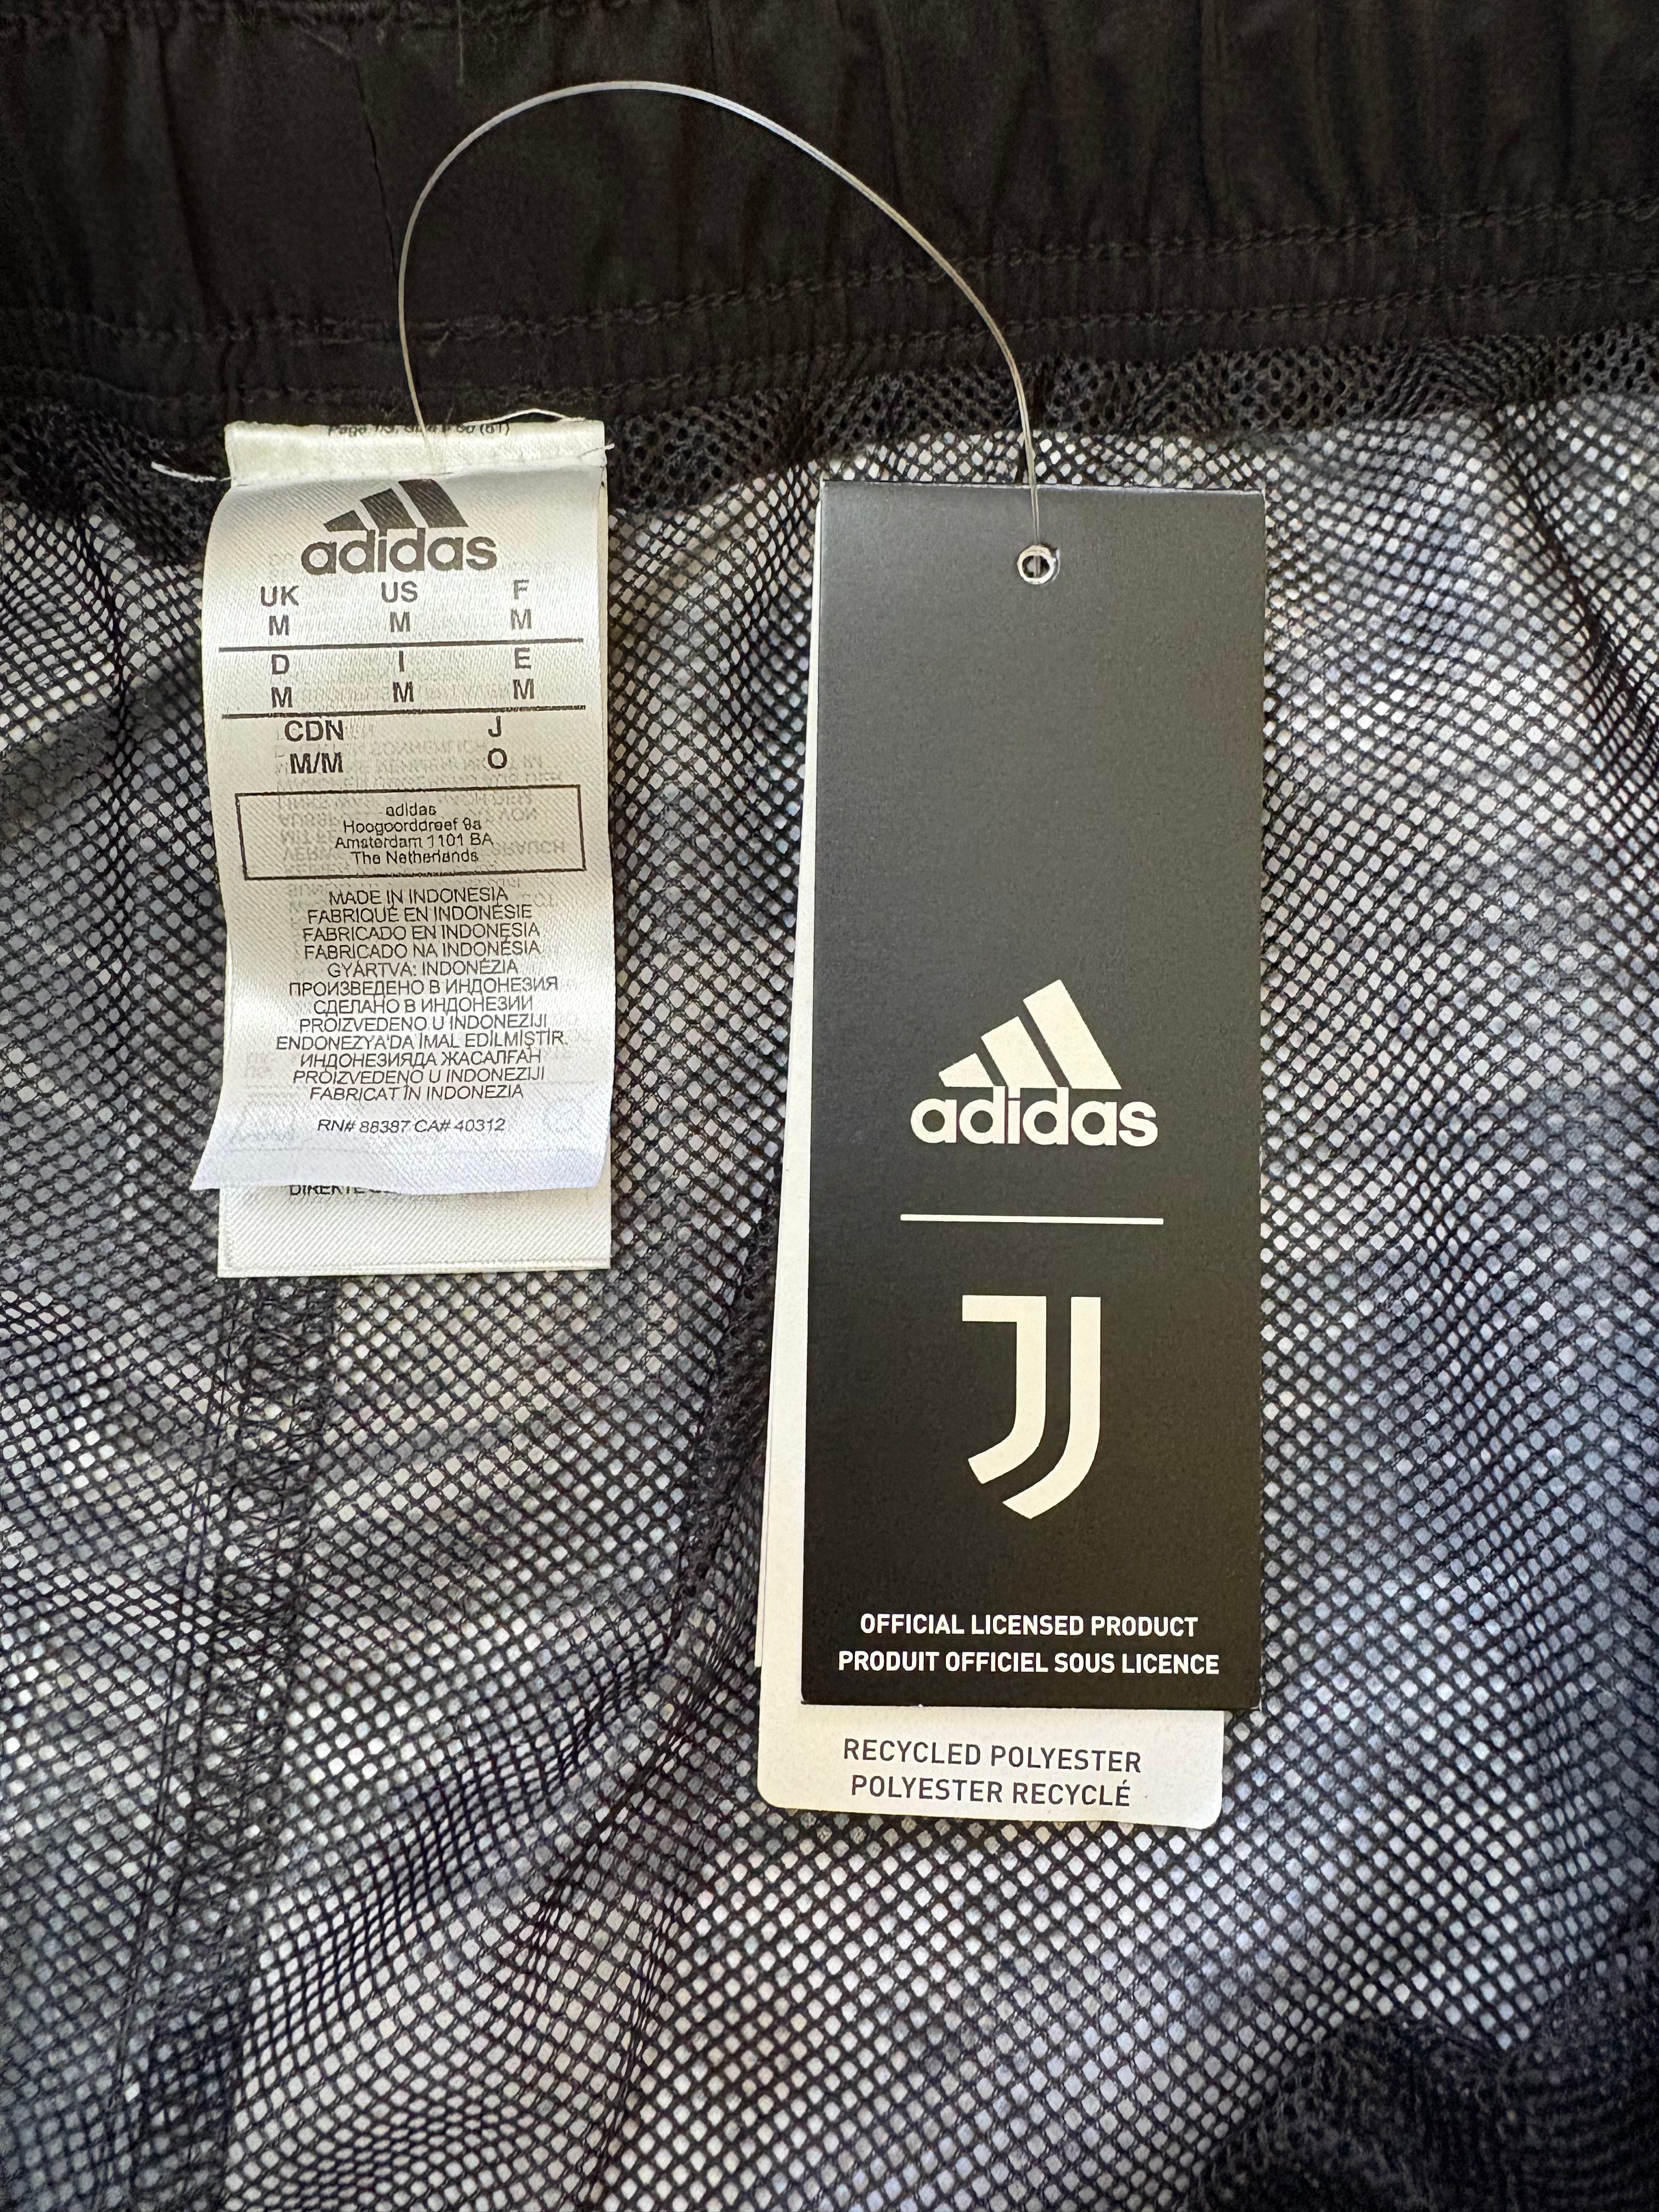 adidas
UK US F
M M M
D I E
M M M
CDN J
M/M O
adidas
Hoogoorddreef 9a
Amsterdam 1101 BA
The Netherlands
MADE IN INDONESIA
FABRIQUÉ EN INDONÉSIE
FABRICADO EN INDONESIA
FABRICADO NA INDONÉSIA
GYÁRTVA: INDONÉZIA
ПРОИЗВЕДЕНО В ИНДОНЕЗИЯ
СДЕЛАНО В ИНДОНЕЗИИ
PROIZVEDENO U INDONEZIJI
ENDONEZYA'DA İMAL EDİLMİŞTİR.
ИНДОНЕЗИЯДА ЖАСАЛҒАН
PROIZVEDENO U INDONEZIJI
FABRICAT ÎN INDONEZIA
RN# 88387 CA# 40312
adidas
OFFICIAL LICENSED PRODUCT
PRODUIT OFFICIEL SOUS LICENCE
RECYCLED POLYESTER
POLYESTER RECYCLÉ